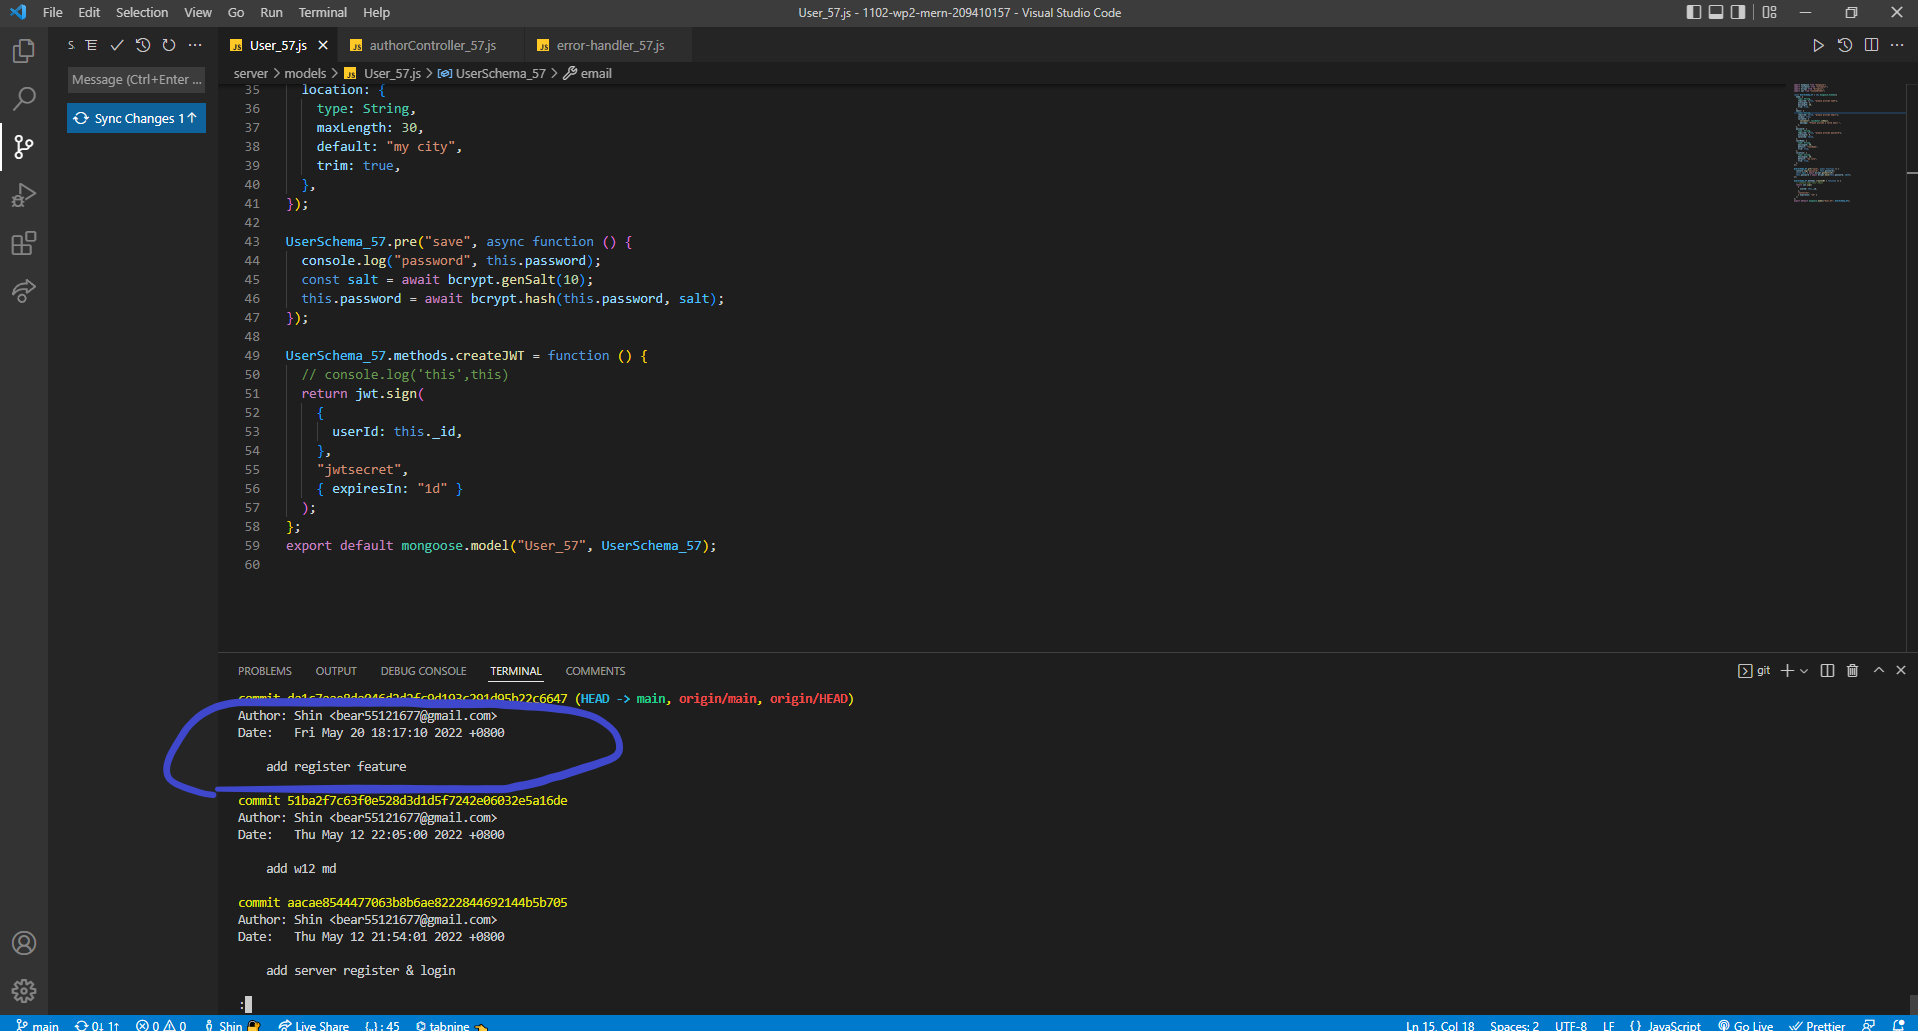 File Edit Selection View Go Run Terminal Help User_57.js - 1102-wp2-mern-209410157 - Visual Studio Code
S.
Message (Ctrl+Enter ...
Sync Changes 1↑
JS User_57.js JS authorController_57.js JS error-handler_57.js
server > models > JS User_57.js > UserSchema_57 > email
35 location: {
36 type: String,
37 maxLength: 30,
38 default: "my city",
39 trim: true,
40 },
41 });
42
43 UserSchema_57.pre("save", async function () {
44 console.log("password", this.password);
45 const salt = await bcrypt.genSalt(10);
46 this.password = await bcrypt.hash(this.password, salt);
47 });
48
49 UserSchema_57.methods.createJWT = function () {
50 // console.log('this',this)
51 return jwt.sign(
52 {
53 userId: this._id,
54 },
55 "jwtsecret",
56 { expiresIn: "1d" }
57 );
58 };
59 export default mongoose.model("User_57", UserSchema_57);
60
PROBLEMS OUTPUT DEBUG CONSOLE TERMINAL COMMENTS git
commit (HEAD -> main, origin/main, origin/HEAD)
Author: Shin <bear55121677@gmail.com>
Date: Fri May 20 18:17:10 2022 +0800
add register feature
commit 51ba2f7c63f0e528d3d1d5f7242e06032e5a16de
Author: Shin <bear55121677@gmail.com>
Date: Thu May 12 22:05:00 2022 +0800
add w12 md
commit aacae8544477063b8b6ae8222844692144b5b705
Author: Shin <bear55121677@gmail.com>
Date: Thu May 12 21:54:01 2022 +0800
add server register & login
:
main 0↓ 1↑ 0 0 Shin Live Share {..} : 45 tabnine Ln 15, Col 18 Spaces: 2 UTF-8 LF {} JavaScript Go Live Prettier